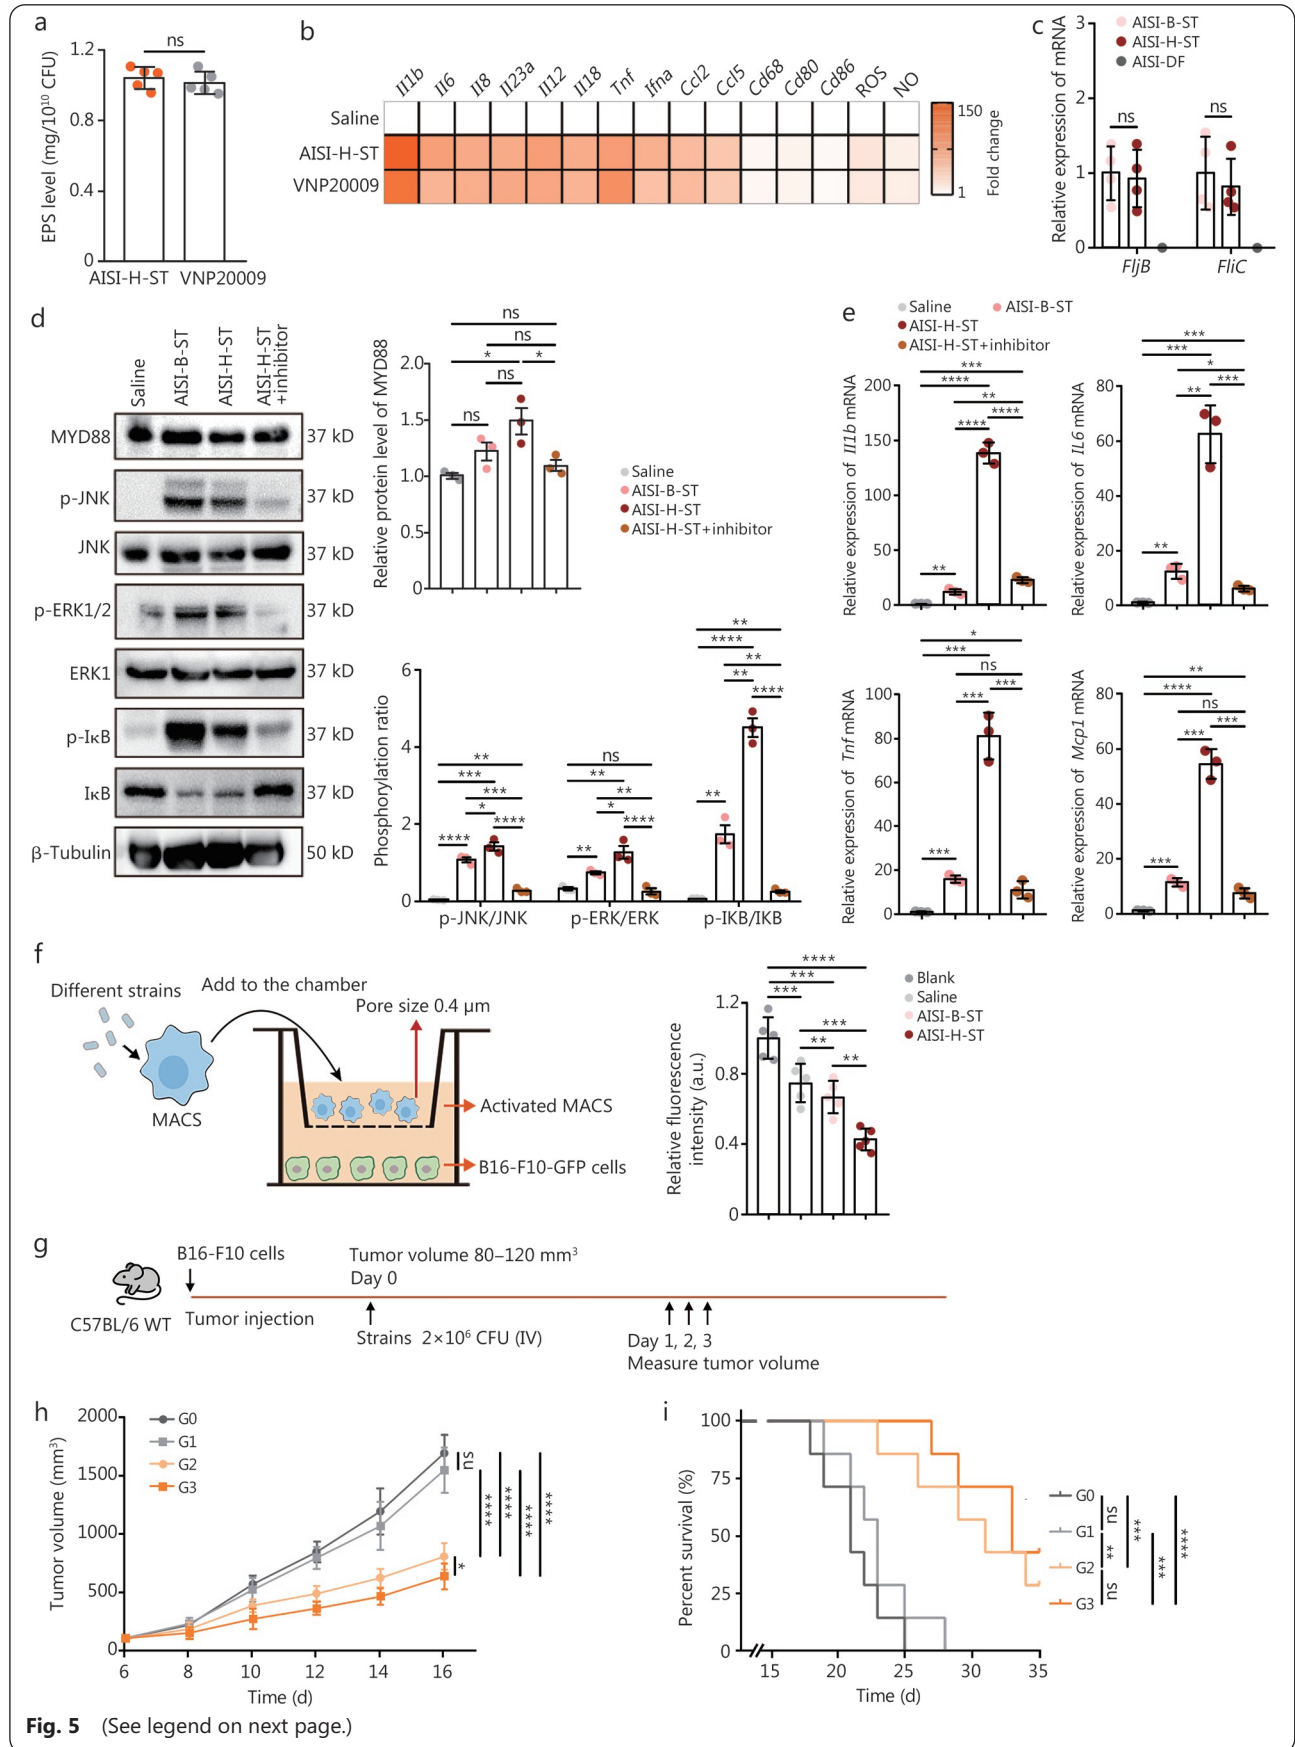 a
ns
1.2
0.8
0.4
0
EPS level (mg/10¹⁰ CFU)
AISI-H-ST VNP20009
b
Il1b Il6 Il8 Il23a Il12 Il18 Tnf Ifna Ccl2 Ccl5 Cd68 Cd80 Cd86 ROS NO
Saline
AISI-H-ST
VNP20009
150
1
Fold change
c
AISI-B-ST
AISI-H-ST
AISI-DF
Relative expression of mRNA
3
2
1
0
ns ns
FljB FliC
d
Saline AISI-B-ST AISI-H-ST AISI-H-ST +inhibitor
MYD88 37 kD
p-JNK 37 kD
JNK 37 kD
p-ERK1/2 37 kD
ERK1 37 kD
p-IκB 37 kD
IκB 37 kD
β-Tubulin 50 kD
Relative protein level of MYD88
2.0
1.5
1.0
0.5
0
ns
ns
* *
ns
ns
Saline
AISI-B-ST
AISI-H-ST
AISI-H-ST+inhibitor
Phosphorylation ratio
6
4
2
0
**
***
***
*
**** ****
ns
**
**
*
** ****
**
****
**
**
****
**
p-JNK/JNK p-ERK/ERK p-IKB/IKB
e
Saline AISI-B-ST
AISI-H-ST
AISI-H-ST+inhibitor
Relative expression of Il1b mRNA
200
150
100
50
0
***
****
**
****
****
**
Relative expression of IL6 mRNA
80
60
40
20
0
***
***
*
***
**
**
Relative expression of Tnf mRNA
100
80
60
40
20
0
*
***
ns
***
***
***
Relative expression of Mcp1 mRNA
80
60
40
20
0
**
****
ns
***
***
***
f
Different strains
Add to the chamber
Pore size 0.4 μm
MACS
Activated MACS
B16-F10-GFP cells
Relative fluorescence
intensity (a.u.)
1.2
0.8
0.4
0
****
***
***
***
**
**
Blank
Saline
AISI-B-ST
AISI-H-ST
g
B16-F10 cells
Tumor volume 80–120 mm³
Day 0
C57BL/6 WT
Tumor injection
Strains 2×10⁶ CFU (IV)
Day 1, 2, 3
Measure tumor volume
h
Tumor volume (mm³)
2000
1500
1000
500
0
G0
G1
G2
G3
ns
****
****
****
****
*
6 8 10 12 14 16
Time (d)
i
Percent survival (%)
100
75
50
25
0
G0
G1
G2
G3
ns
**
ns
***
***
****
15 20 25 30 35
Time (d)
Fig. 5 (See legend on next page.)